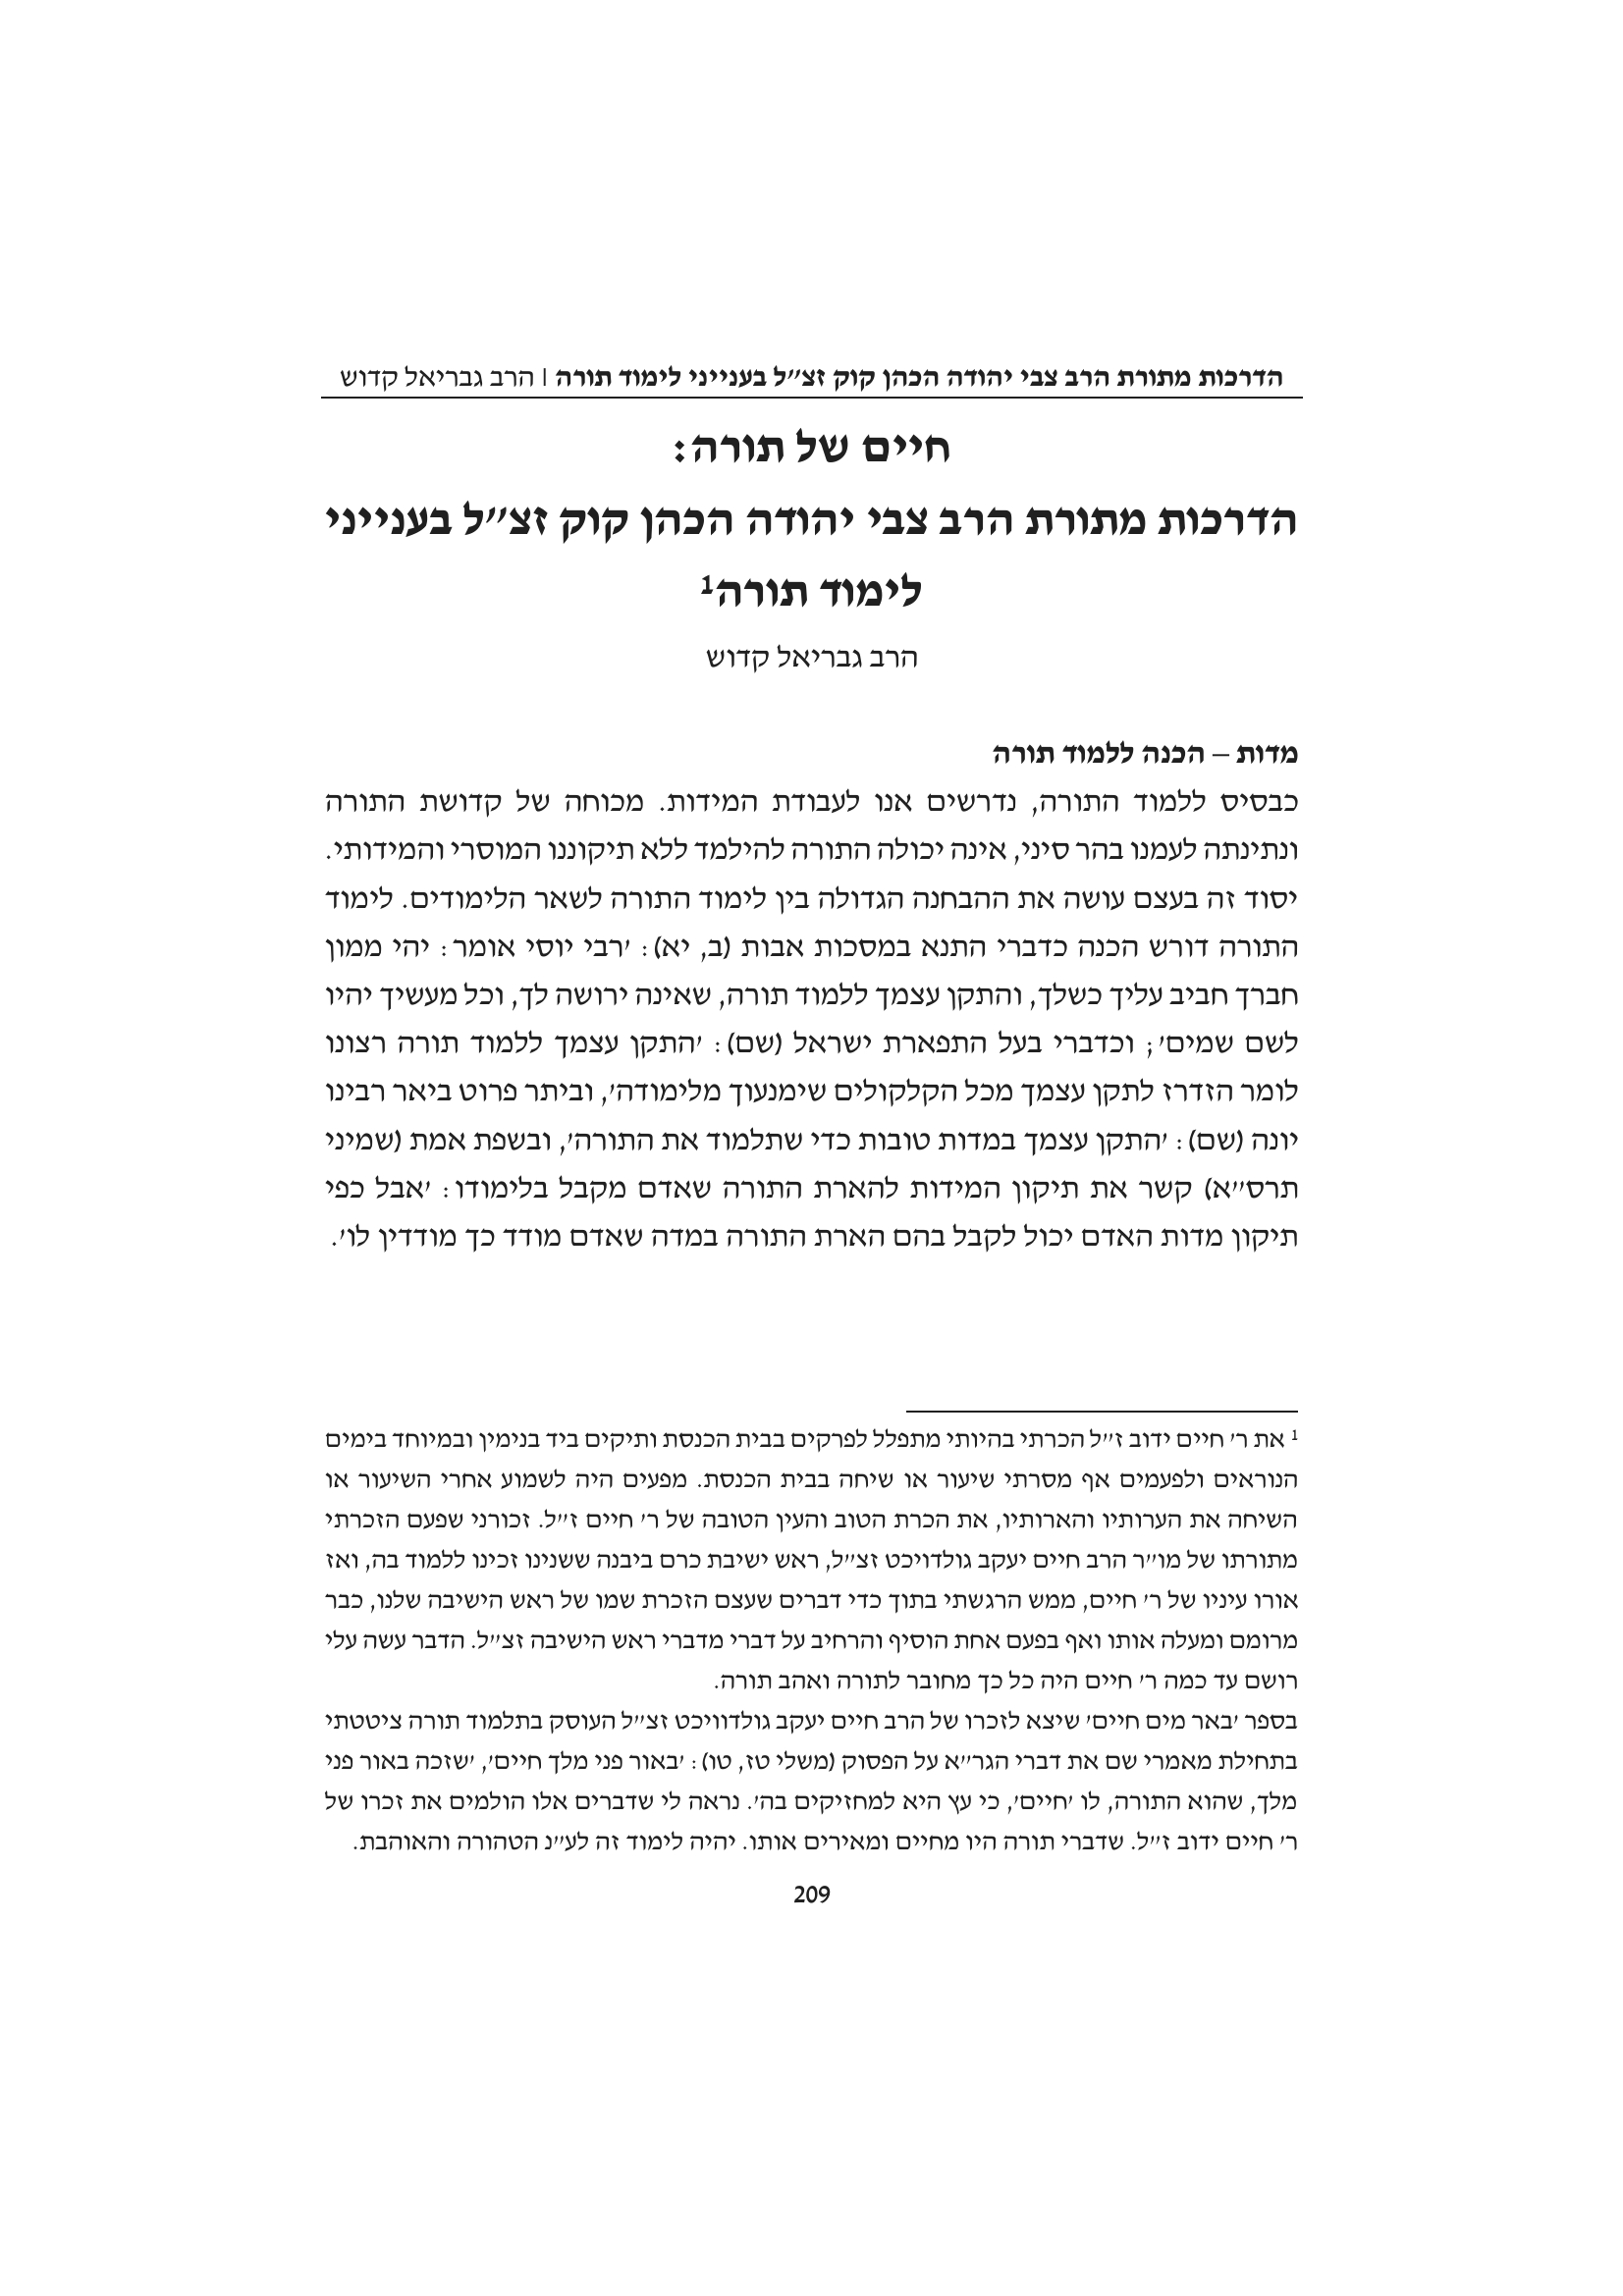 הדרכות מתורת הרב צבי יהודה הכהן קוק זצ״ל בענייני לימוד תורה | הרב גבריאל קדוש
חיים של תורה:
הדרכות מתורת הרב צבי יהודה הכהן קוק זצ״ל בענייני
לימוד תורה¹
הרב גבריאל קדוש
מדות – הכנה ללמוד תורה
כבסיס ללמוד התורה, נדרשים אנו לעבודת המידות. מכוחה של קדושת התורה
ונתינתה לעמנו בהר סיני, אינה יכולה התורה להילמד ללא תיקוננו המוסרי והמידותי.
יסוד זה בעצם עושה את ההבחנה הגדולה בין לימוד התורה לשאר הלימודים. לימוד
התורה דורש הכנה כדברי התנא במסכות אבות (ב, יא): ׳רבי יוסי אומר: יהי ממון
חברך חביב עליך כשלך, והתקן עצמך ללמוד תורה, שאינה ירושה לך, וכל מעשיך יהיו
לשם שמים׳; וכדברי בעל התפארת ישראל (שם): ׳התקן עצמך ללמוד תורה רצונו
לומר הזדרז לתקן עצמך מכל הקלקולים שימנעוך מלימודה׳, וביתר פרוט ביאר רבינו
יונה (שם): ׳התקן עצמך במדות טובות כדי שתלמוד את התורה׳, ובשפת אמת (שמיני
תרס״א) קשר את תיקון המידות להארת התורה שאדם מקבל בלימודו: ׳אבל כפי
תיקון מדות האדם יכול לקבל בהם הארת התורה במדה שאדם מודד כך מודדין לו׳.
¹ את ר׳ חיים ידוב ז״ל הכרתי בהיותי מתפלל לפרקים בבית הכנסת ותיקים ביד בנימין ובמיוחד בימים
הנוראים ולפעמים אף מסרתי שיעור או שיחה בבית הכנסת. מפעים היה לשמוע אחרי השיעור או
השיחה את הערותיו והארותיו, את הכרת הטוב והעין הטובה של ר׳ חיים ז״ל. זכורני שפעם הזכרתי
מתורתו של מו״ר הרב חיים יעקב גולדויכט זצ״ל, ראש ישיבת כרם ביבנה ששנינו זכינו ללמוד בה, ואז
אורו עיניו של ר׳ חיים, ממש הרגשתי בתוך כדי דברים שעצם הזכרת שמו של ראש הישיבה שלנו, כבר
מרומם ומעלה אותו ואף בפעם אחת הוסיף והרחיב על דברי מדברי ראש הישיבה זצ״ל. הדבר עשה עלי
רושם עד כמה ר׳ חיים היה כל כך מחובר לתורה ואהב תורה.
בספר ׳באר מים חיים׳ שיצא לזכרו של הרב חיים יעקב גולדוויכט זצ״ל העוסק בתלמוד תורה ציטטתי
בתחילת מאמרי שם את דברי הגר״א על הפסוק (משלי טז, טו): ׳באור פני מלך חיים׳, ׳שזכה באור פני
מלך, שהוא התורה, לו ׳חיים׳, כי עץ היא למחזיקים בה׳. נראה לי שדברים אלו הולמים את זכרו של
ר׳ חיים ידוב ז״ל. שדברי תורה היו מחיים ומאירים אותו. יהיה לימוד זה לע״נ הטהורה והאוהבת.
209